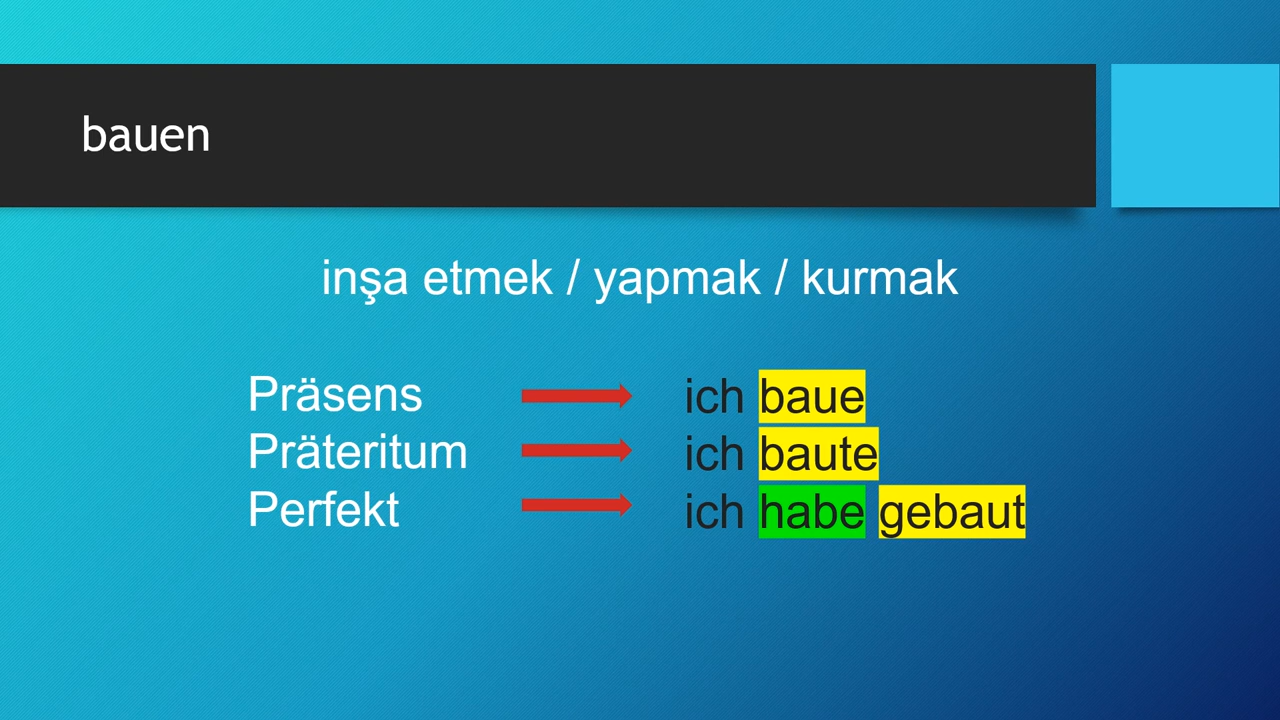 bauen
inşa etmek / yapmak / kurmak
Präsens ich baue
Präteritum ich baute
Perfekt ich habe gebaut